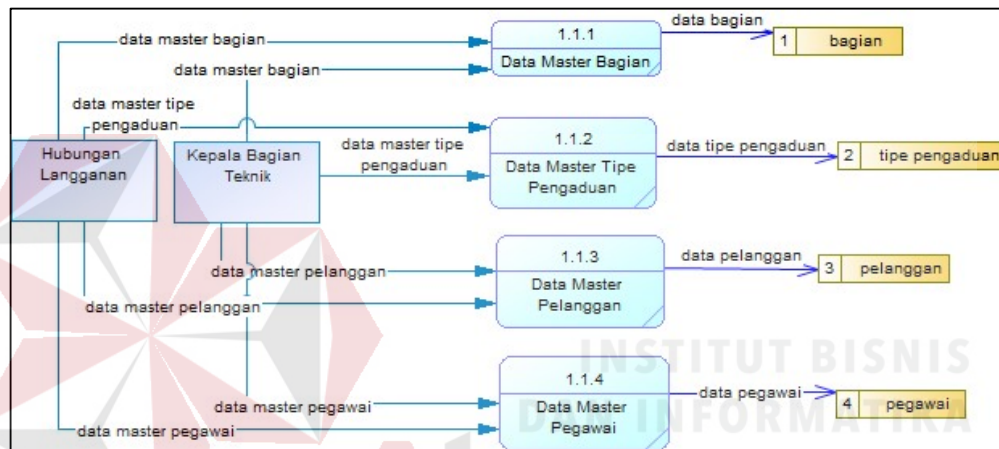 data master bagian
data master bagian
1.1.1
Data Master Bagian
data bagian
1 bagian
data master tipe
pengaduan
Hubungan
Langganan
Kepala Bagian
Teknik
data master tipe
pengaduan
1.1.2
Data Master Tipe
Pengaduan
data tipe pengaduan
2 tipe pengaduan
data master pelanggan
data master pelanggan
1.1.3
Data Master
Pelanggan
data pelanggan
3 pelanggan
data master pegawai
data master pegawai
1.1.4
Data Master
Pegawai
data pegawai
4 pegawai
INSTITUT BISNIS
DAN INFORMATIKA